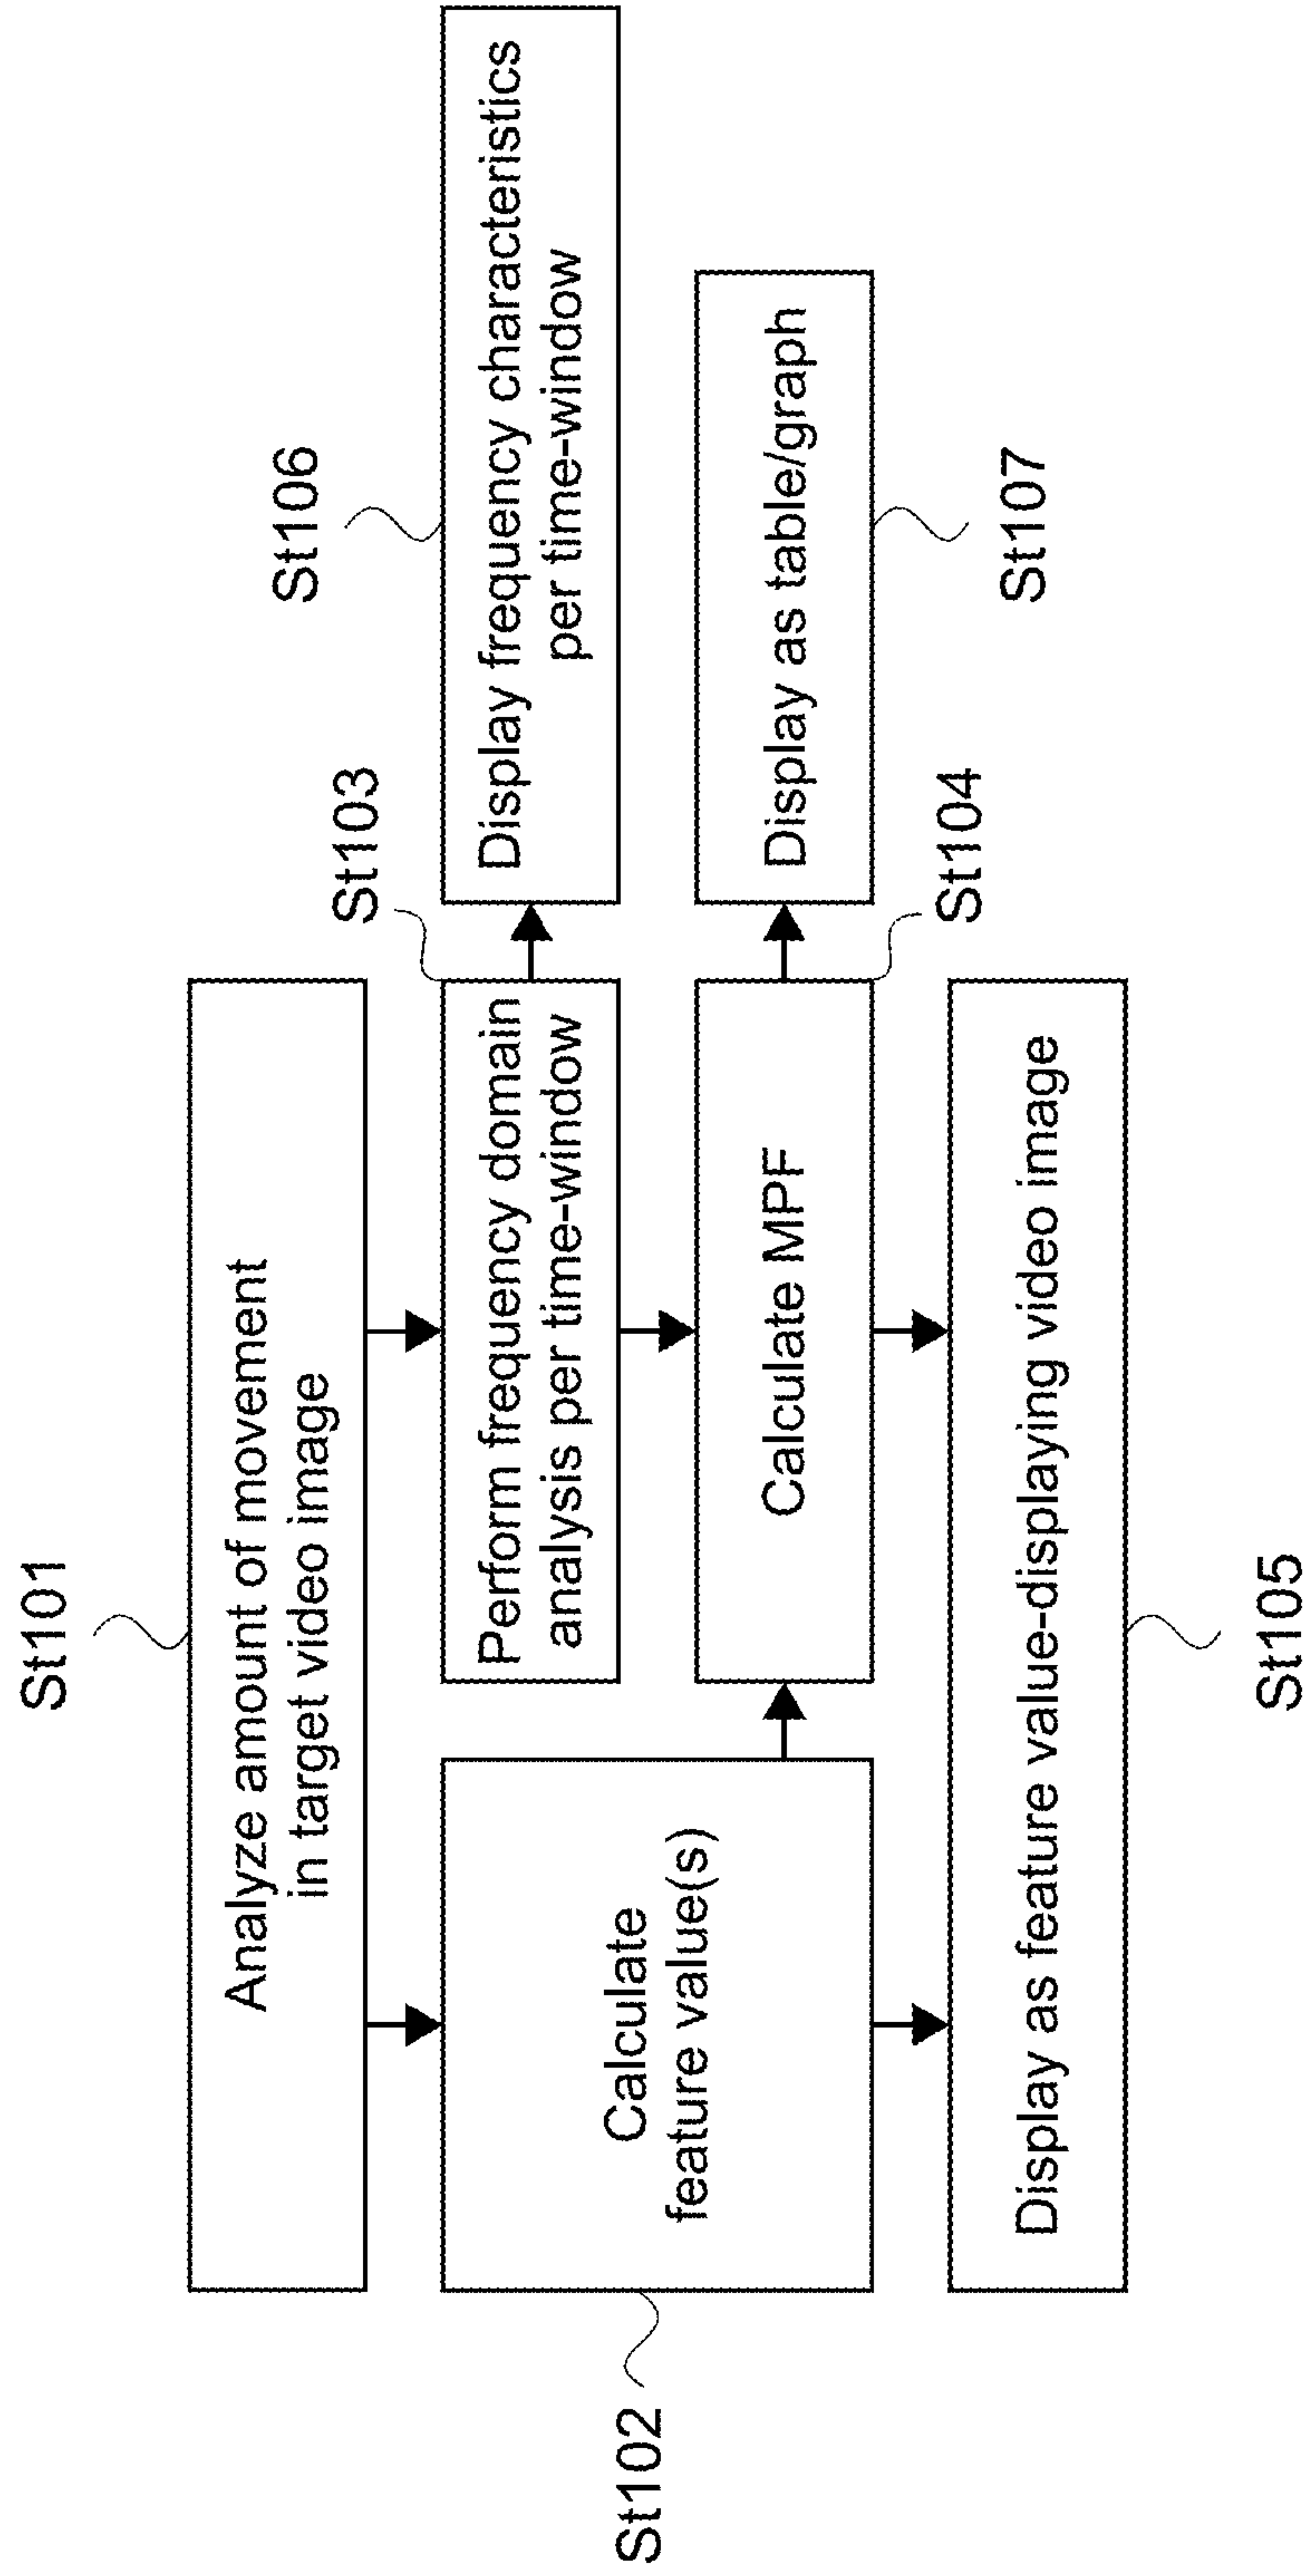 St101
Analyze amount of movement
in target video image
St102
Calculate
feature value(s)
St103
Perform frequency domain
analysis per time-window
St106
Display frequency characteristics
per time-window
Calculate MPF
St104
Display as table/graph
St107
Display as feature value-displaying video image
St105